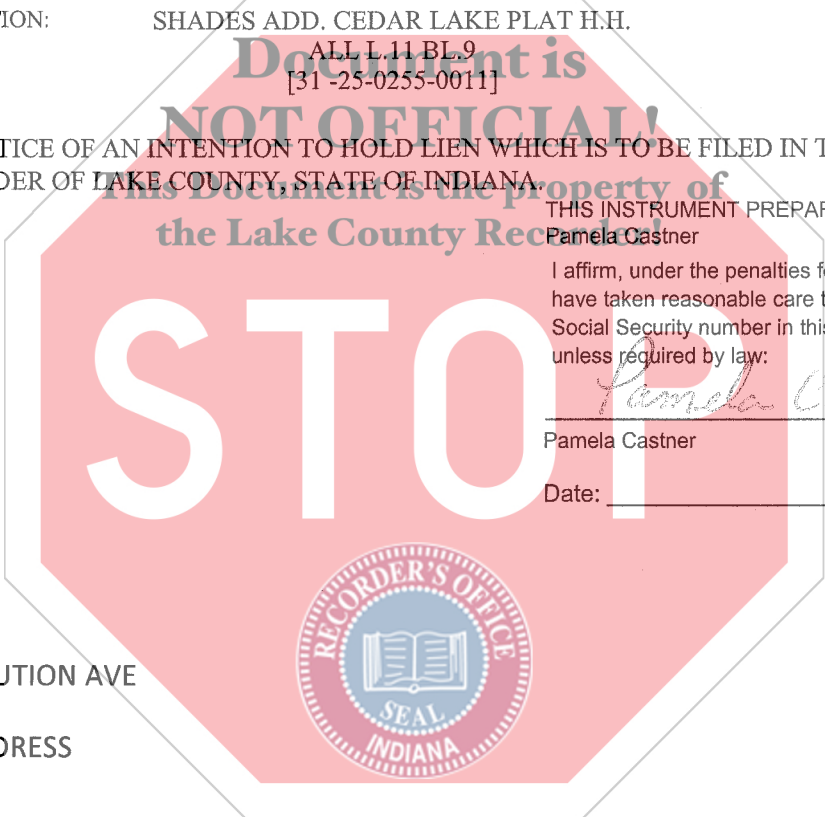 ION: SHADES ADD. CEDAR LAKE PLAT H.H.
ALL L.11 BL.9
[31 -25-0255-0011]
Document is
NOT OFFICIAL!
This Document is the property of
the Lake County Recorder!
TICE OF AN INTENTION TO HOLD LIEN WHICH IS TO BE FILED IN T
DER OF LAKE COUNTY, STATE OF INDIANA.
THIS INSTRUMENT PREPAR
Pamela Castner
I affirm, under the penalties f
have taken reasonable care t
Social Security number in this
unless required by law:
Pamela C
Pamela Castner
Date:
STOP
RECORDER'S OFFICE
SEAL
INDIANA
UTION AVE
DRESS